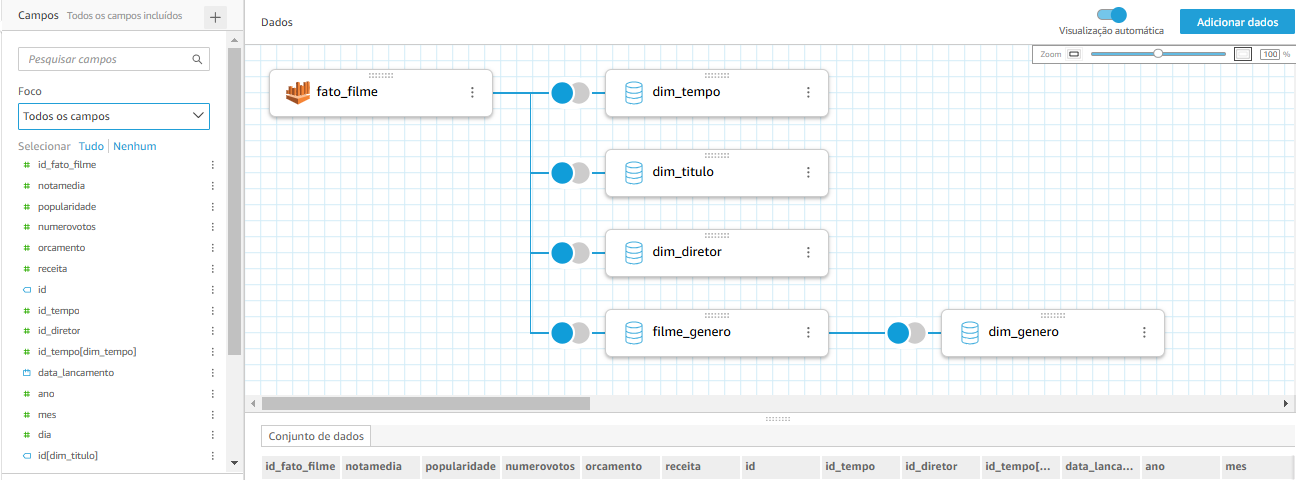 Campos Todos os campos incluídos
Pesquisar campos
Foco
Todos os campos
Selecionar Tudo | Nenhum
id_fato_filme
notamedia
popularidade
numerovotos
orcamento
receita
id
id_tempo
id_diretor
id_tempo[dim_tempo]
data_lancamento
ano
mes
dia
id[dim_titulo]
Dados
Visualização automática
Adicionar dados
Zoom 100 %
fato_filme
dim_tempo
dim_titulo
dim_diretor
filme_genero
dim_genero
Conjunto de dados
id_fato_filme notamedia popularidade numerovotos orcamento receita id id_tempo id_diretor id_tempo[... data_lanca... ano mes